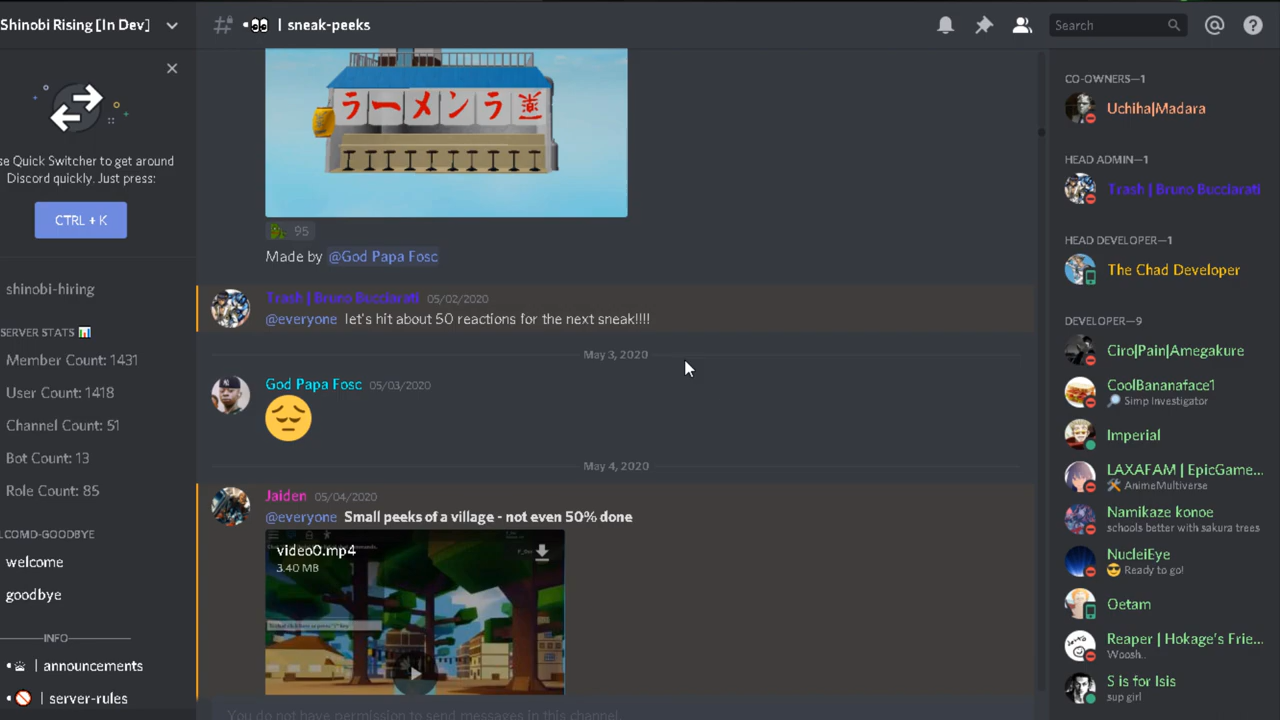 Shinobi Rising [In Dev]
se Quick Switcher to get around
Discord quickly. Just press:
CTRL + K
shinobi-hiring
SERVER STATS 📊
Member Count: 1431
User Count: 1418
Channel Count: 51
Bot Count: 13
Role Count: 85
LCOMD-GOODBYE
welcome
goodbye
INFO
announcements
server-rules
•👀 | sneak-peeks
Search
ラーメンラ
95
Made by @God Papa Fosc
Trash | Bruno Bucciarati 05/02/2020
@everyone let's hit about 50 reactions for the next sneak!!!!
May 3, 2020
God Papa Fosc 05/03/2020
May 4, 2020
Jaiden 05/04/2020
@everyone Small peeks of a village - not even 50% done
video0.mp4
3.40 MB
You do not have permission to send messages in this channel.
CO-OWNERS—1
Uchiha|Madara
HEAD ADMIN—1
Trash | Bruno Bucciarati
HEAD DEVELOPER—1
The Chad Developer
DEVELOPER—9
Ciro|Pain|Amegakure
CoolBananaface1
🔎 Simp Investigator
Imperial
LAXAFAM | EpicGame...
🛠 AnimeMultiverse
Namikaze konoe
schools better with sakura trees
NucleiEye
😎 Ready to go!
Oetam
Reaper | Hokage's Frie...
Woosh..
S is for Isis
sup girl